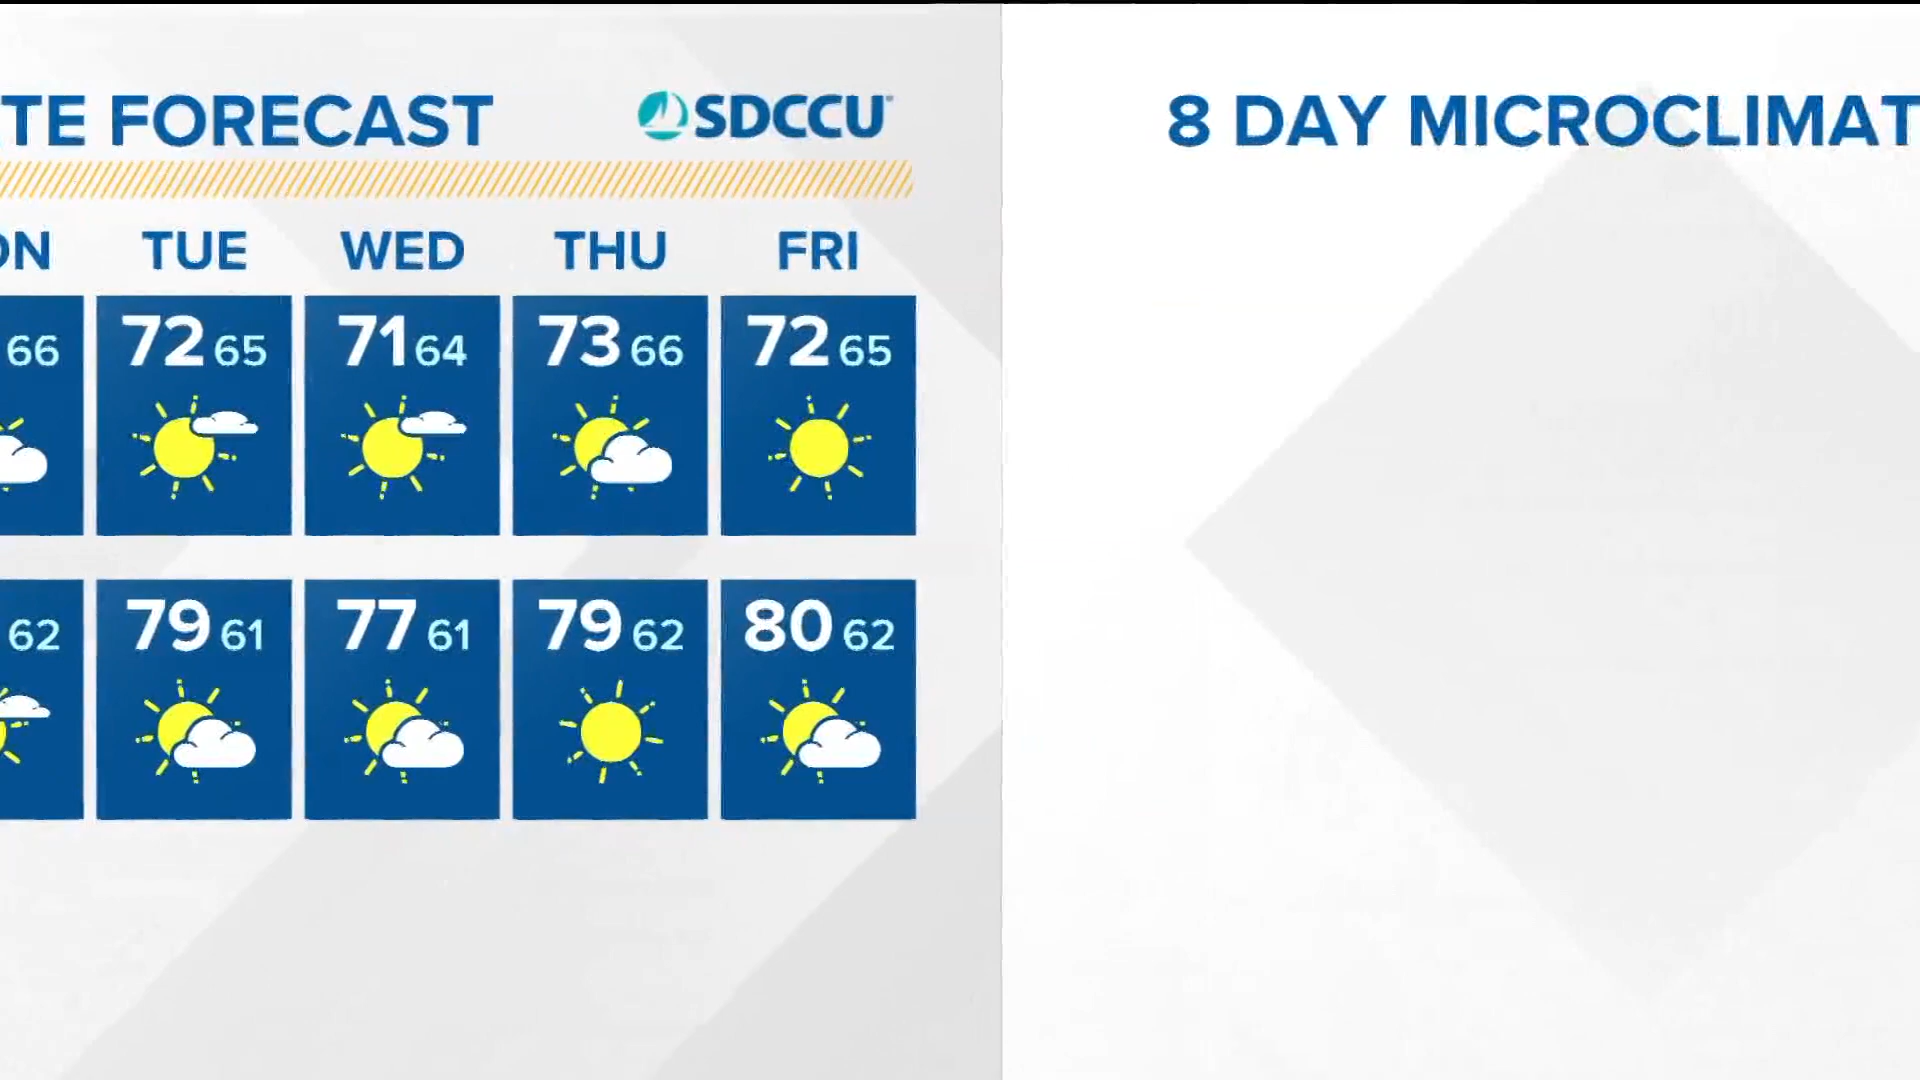 TE FORECAST SDCCU 8 DAY MICROCLIMAT
ON TUE WED THU FRI
66 72 65 71 64 73 66 72 65
62 79 61 77 61 79 62 80 62